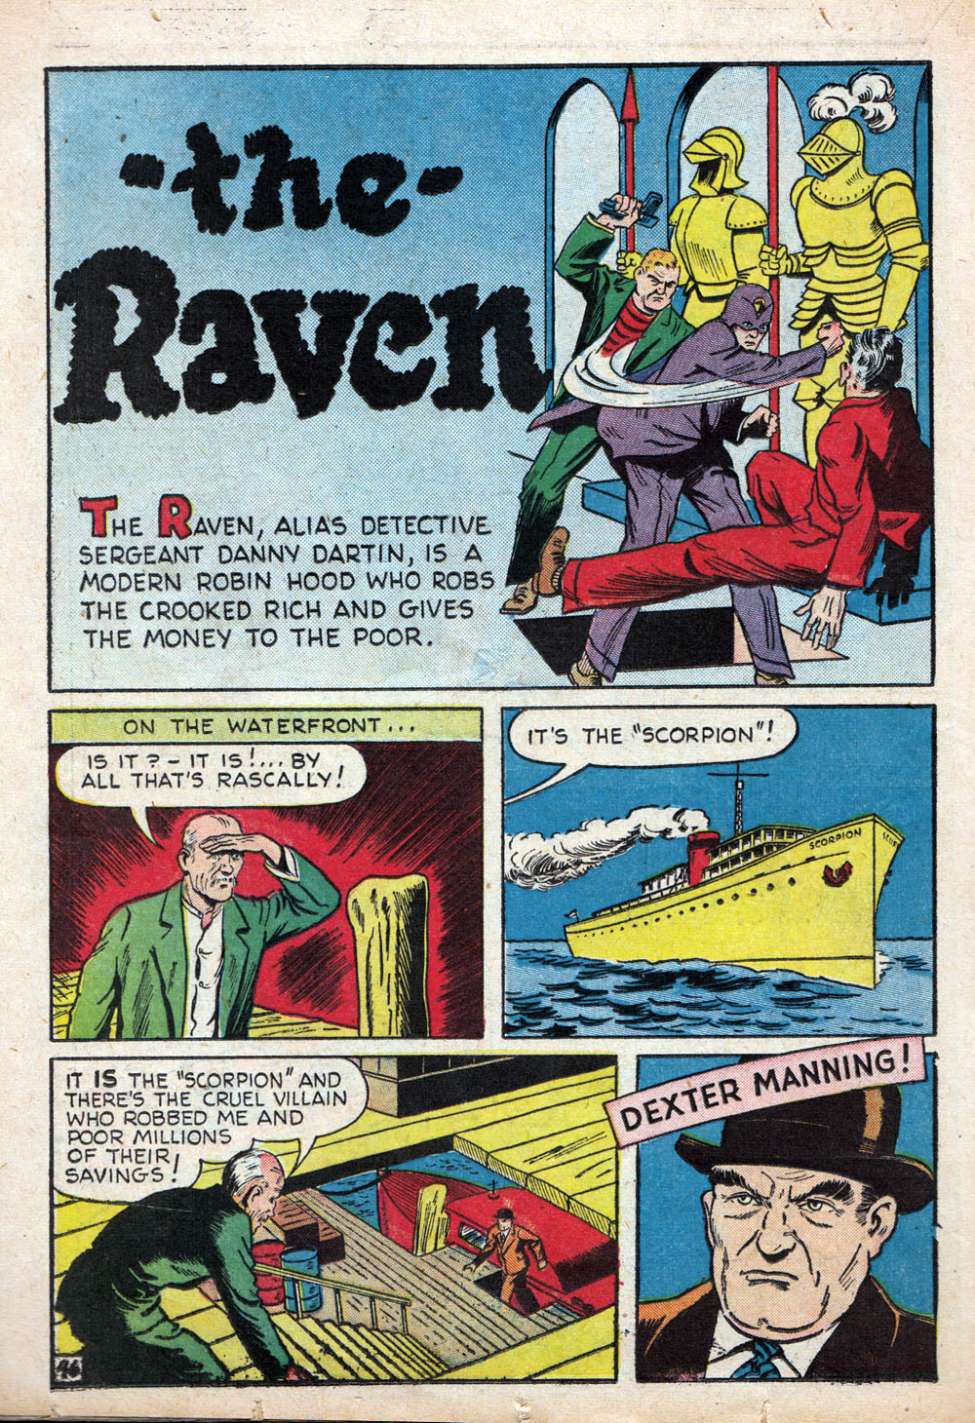 -the-
Raven
THE RAVEN, ALIAS DETECTIVE
SERGEANT DANNY DARTIN, IS A
MODERN ROBIN HOOD WHO ROBS
THE CROOKED RICH AND GIVES
THE MONEY TO THE POOR.
ON THE WATERFRONT...
IS IT? - IT IS!... BY
ALL THAT'S RASCALLY!
IT'S THE "SCORPION"!
SCORPION
IT IS THE "SCORPION" AND
THERE'S THE CRUEL VILLAIN
WHO ROBBED ME AND
POOR MILLIONS
OF THEIR
SAVINGS!
DEXTER MANNING!
46